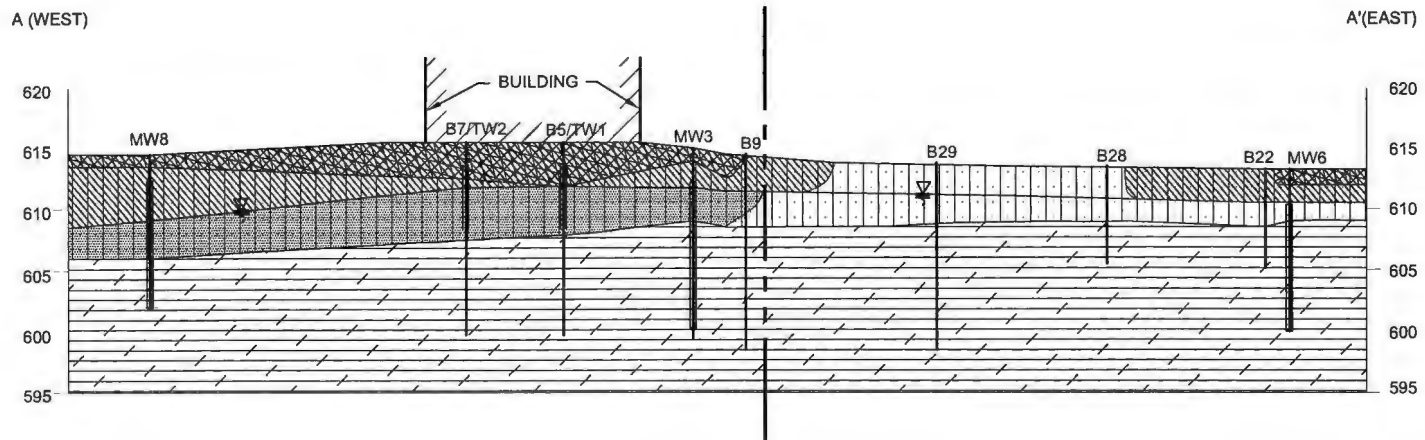 A (WEST)
A'(EAST)
BUILDING
620
620
MW8
B7/TW2
B5/TW1
MW3
B9
B29
B28
B22
MW6
615
615
610
610
605
605
600
600
595
595